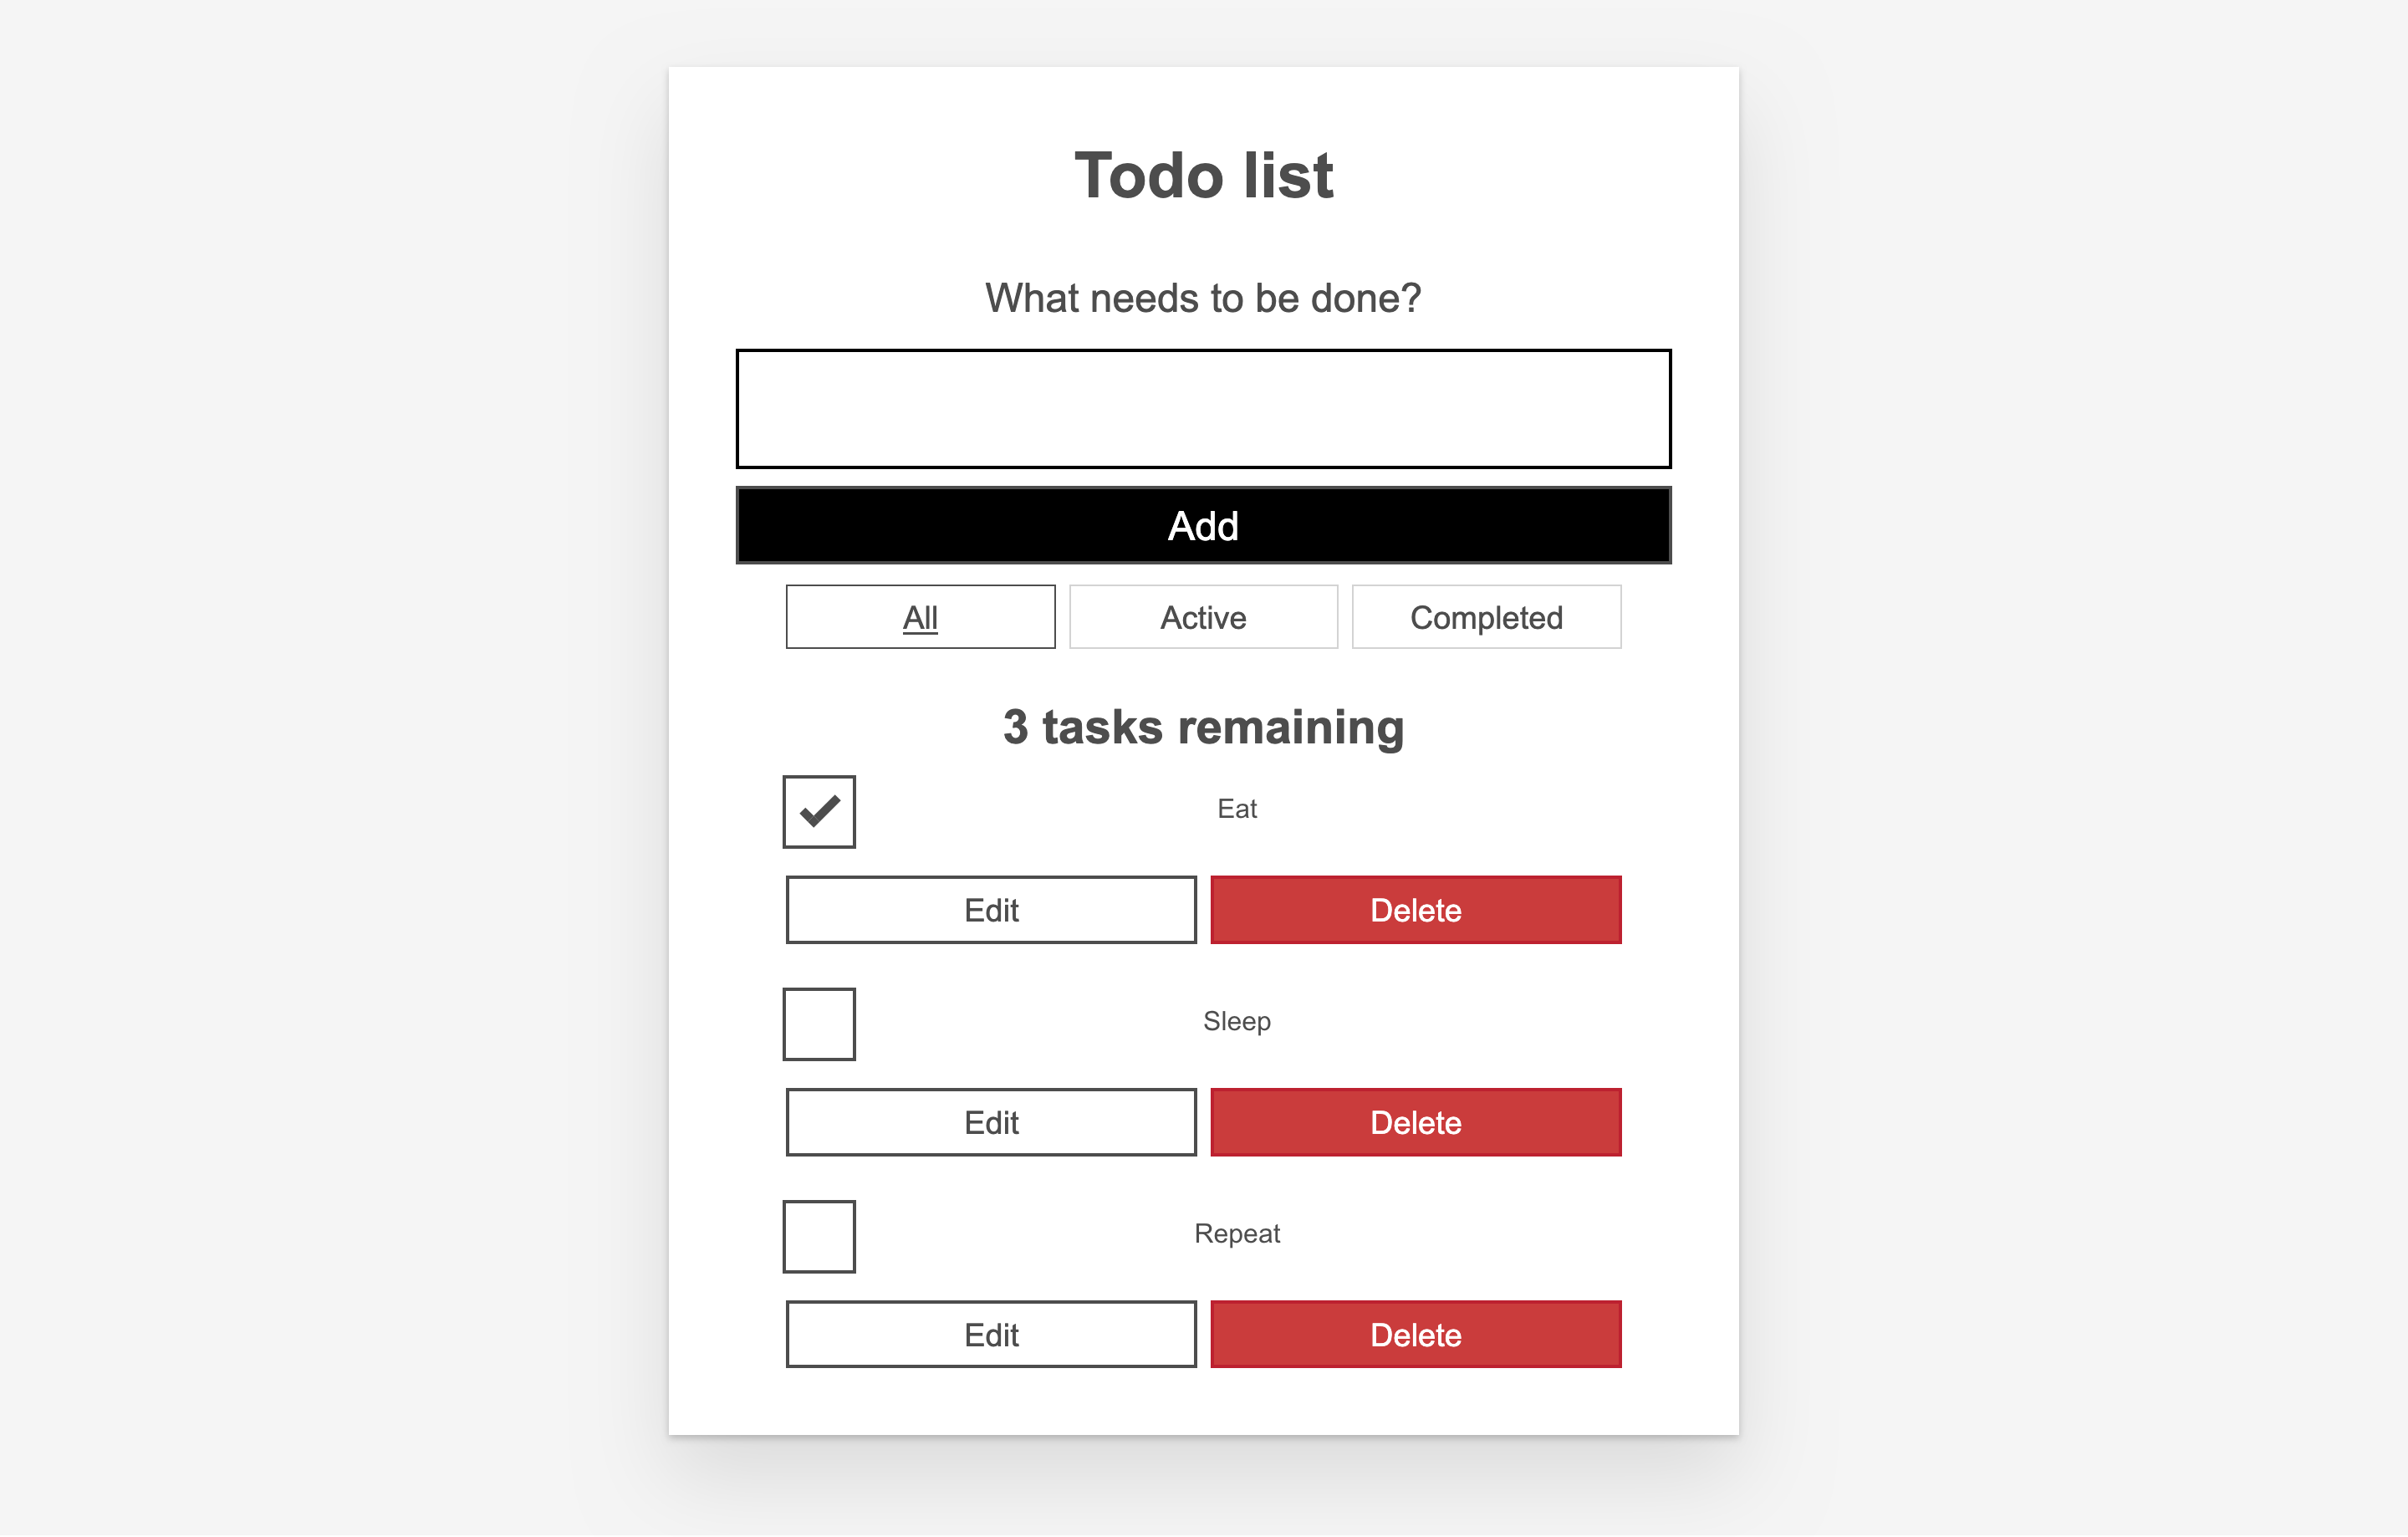 Todo list
What needs to be done?
Add
All Active Completed
3 tasks remaining
Eat
Edit Delete
Sleep
Edit Delete
Repeat
Edit Delete